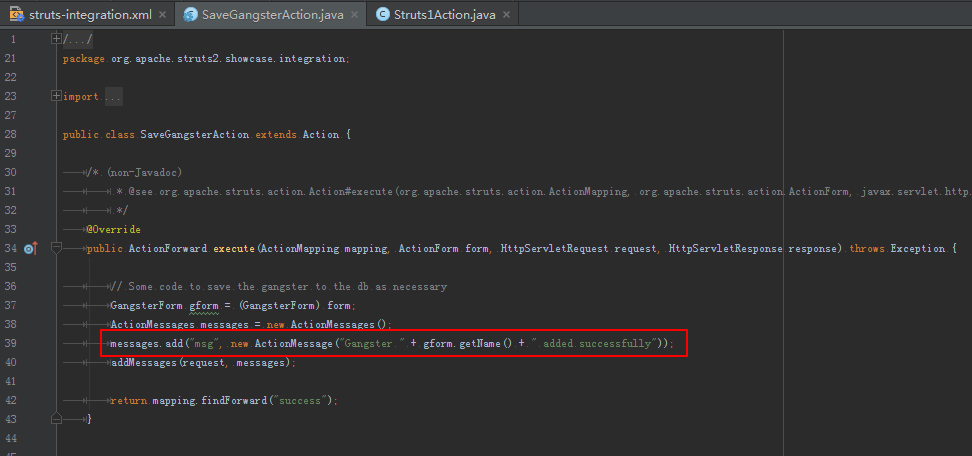 struts-integration.xml
SaveGangsterAction.java
Struts1Action.java
1 /.../
21 package org.apache.struts2.showcase.integration;
22
23 import ...
27
28 public class SaveGangsterAction extends Action {
29
30 /* (non-Javadoc)
31 * @see org.apache.struts.action.Action#execute(org.apache.struts.action.ActionMapping, org.apache.struts.action.ActionForm, javax.servlet.http.
32 */
33 @Override
34 public ActionForward execute(ActionMapping mapping, ActionForm form, HttpServletRequest request, HttpServletResponse response) throws Exception {
35
36 // Some code to save the gangster to the db as necessary
37 GangsterForm gform = (GangsterForm) form;
38 ActionMessages messages = new ActionMessages();
39 messages.add("msg", new ActionMessage("Gangster " + gform.getName() + " added successfully"));
40 addMessages(request, messages);
41
42 return mapping.findForward("success");
43 }
44
45